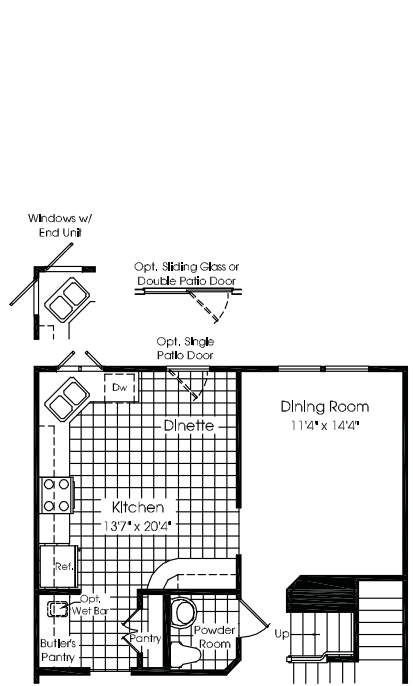 Windows w/
End Unit
Opt. Sliding Glass or
Double Patio Door
Opt. Single
Patio Door
Dw
Dinette
Dining Room
11'4" x 14'4"
Kitchen
13'7" x 20'4"
Ref.
Opt.
Wet Bar
Butler's
Pantry
Pantry
Powder
Room
Up